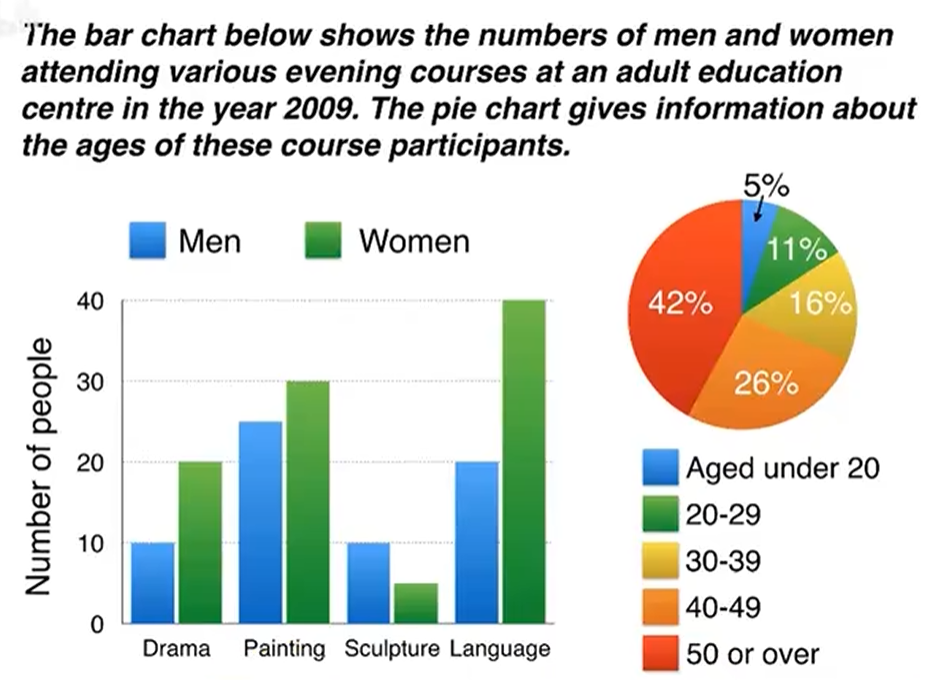 The bar chart below shows the numbers of men and women
attending various evening courses at an adult education
centre in the year 2009. The pie chart gives information about
the ages of these course participants.
Men
Women
Number of people
40
30
20
10
0
Drama
Painting
Sculpture
Language
5%
11%
16%
26%
42%
Aged under 20
20-29
30-39
40-49
50 or over